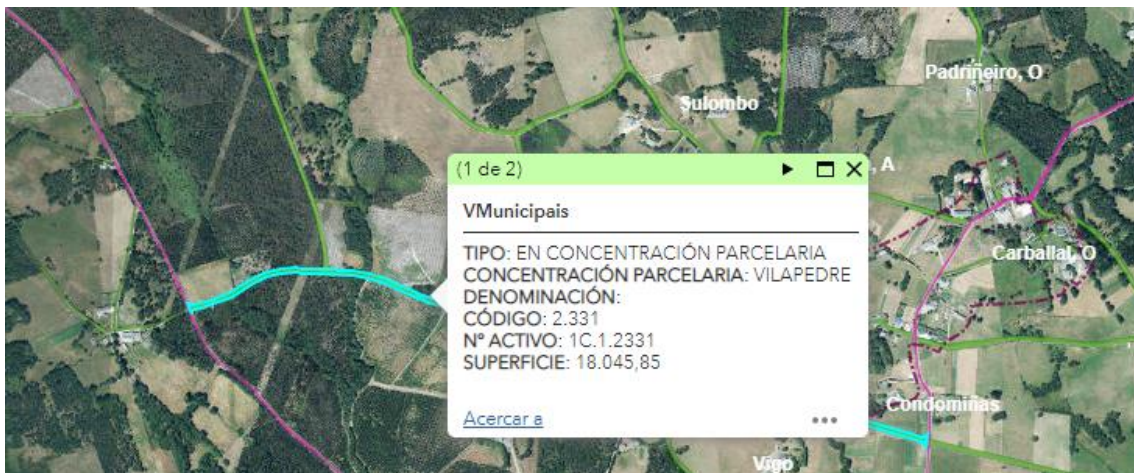 Padriñeiro, O
Sulombo
(1 de 2)
, A
VMunicipais
TIPO: EN CONCENTRACIÓN PARCELARIA
CONCENTRACIÓN PARCELARIA: VILAPEDRE
DENOMINACIÓN:
CÓDIGO: 2.331
Nº ACTIVO: 1C.1.2331
SUPERFICIE: 18.045,85
Carballal, O
Acercar a
Condomiñas
Vigo